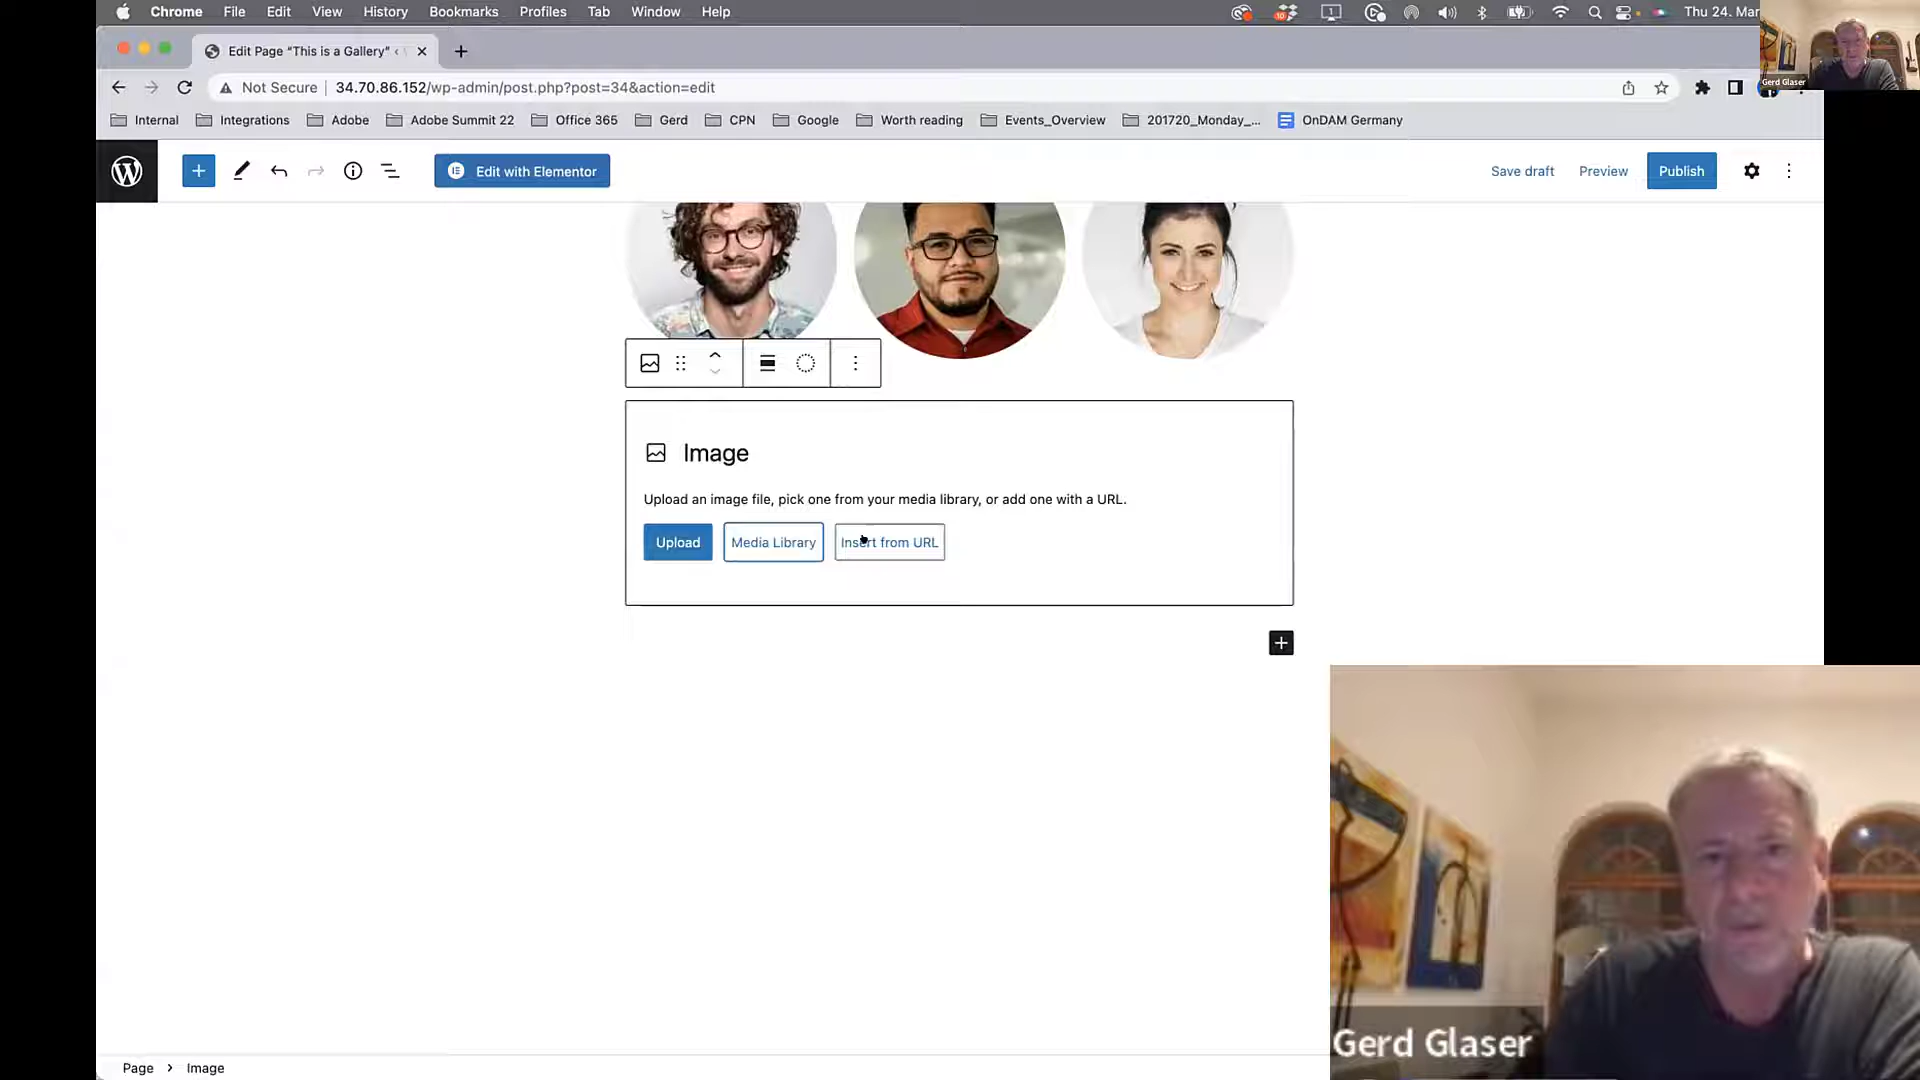 Chrome File Edit View History Bookmarks Profiles Tab Window Help
Thu 24. Mar
Gerd Glaser
Edit Page “This is a Gallery” ‹
Not Secure 34.70.86.152/wp-admin/post.php?post=34&action=edit
Internal Integrations Adobe Adobe Summit 22 Office 365 Gerd CPN Google Worth reading Events_Overview 201720_Monday_... OnDAM Germany
Edit with Elementor Save draft Preview Publish
Image
Upload an image file, pick one from your media library, or add one with a URL.
Upload Media Library Insert from URL
Gerd Glaser
Page › Image